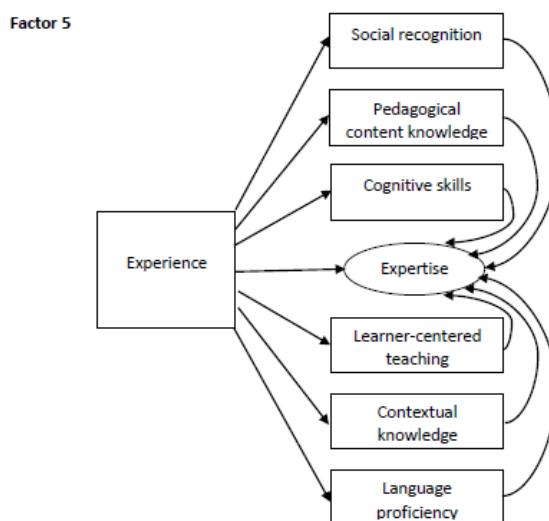 Factor 5
Social recognition
Pedagogical
content knowledge
Cognitive skills
Experience
Expertise
Learner-centered
teaching
Contextual
knowledge
Language
proficiency